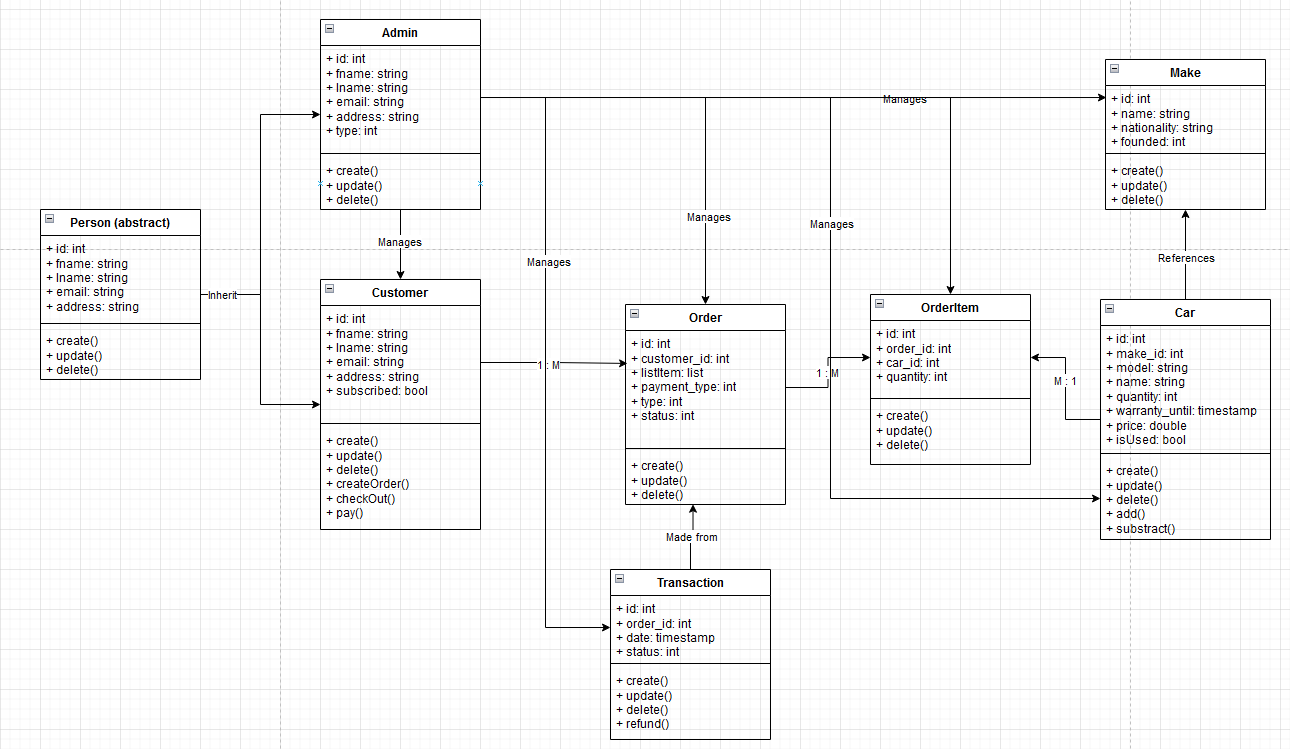 Admin
+ id: int
+ fname: string
+ lname: string
+ email: string
+ address: string
+ type: int
+ create()
+ update()
+ delete()
Manages
Make
+ id: int
+ name: string
+ nationality: string
+ founded: int
+ create()
+ update()
+ delete()
Person (abstract)
+ id: int
+ fname: string
+ lname: string
+ email: string
+ address: string
+ create()
+ update()
+ delete()
Inherit
Manages
Manages
Manages
Manages
References
Customer
+ id: int
+ fname: string
+ lname: string
+ email: string
+ address: string
+ subscribed: bool
+ create()
+ update()
+ delete()
+ createOrder()
+ checkOut()
+ pay()
1 : M
Order
+ id: int
+ customer_id: int
+ listItem: list
+ payment_type: int
+ type: int
+ status: int
+ create()
+ update()
+ delete()
1 : M
OrderItem
+ id: int
+ order_id: int
+ car_id: int
+ quantity: int
+ create()
+ update()
+ delete()
M : 1
Car
+ id: int
+ make_id: int
+ model: string
+ name: string
+ quantity: int
+ warranty_until: timestamp
+ price: double
+ isUsed: bool
+ create()
+ update()
+ delete()
+ add()
+ substract()
Made from
Transaction
+ id: int
+ order_id: int
+ date: timestamp
+ status: int
+ create()
+ update()
+ delete()
+ refund()